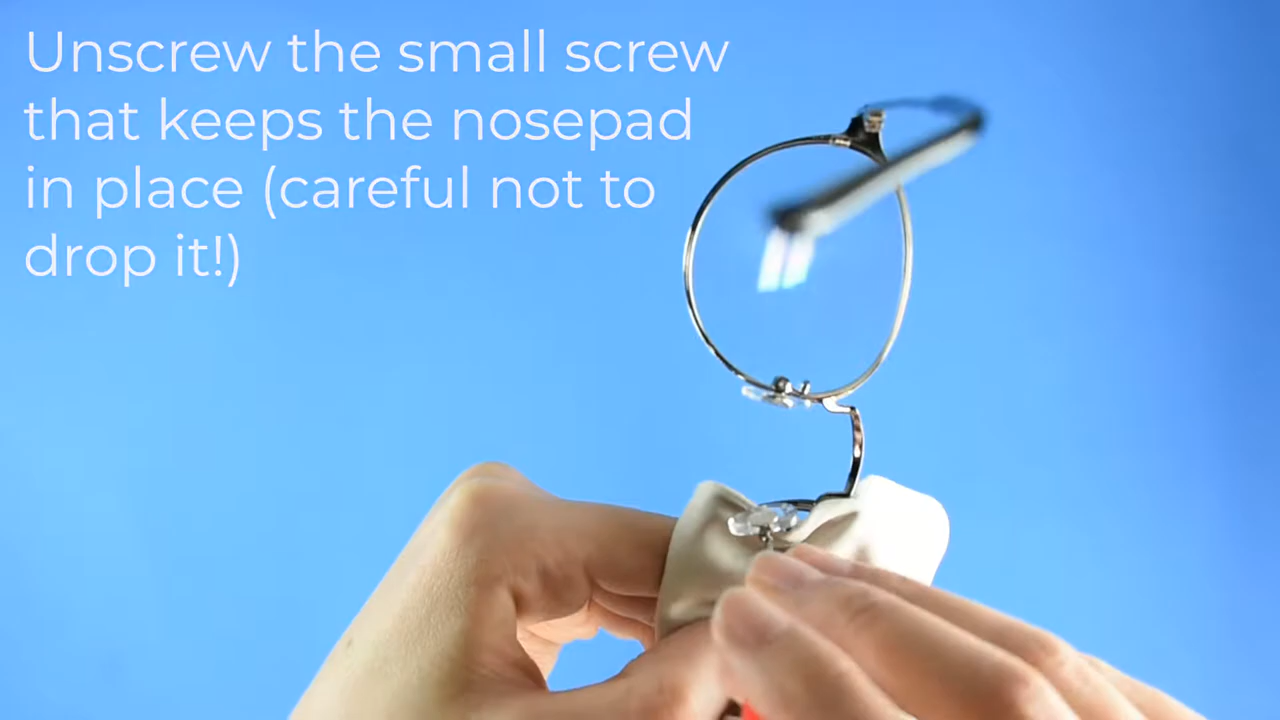 Unscrew the small screw
that keeps the nosepad
in place (careful not to
drop it!)